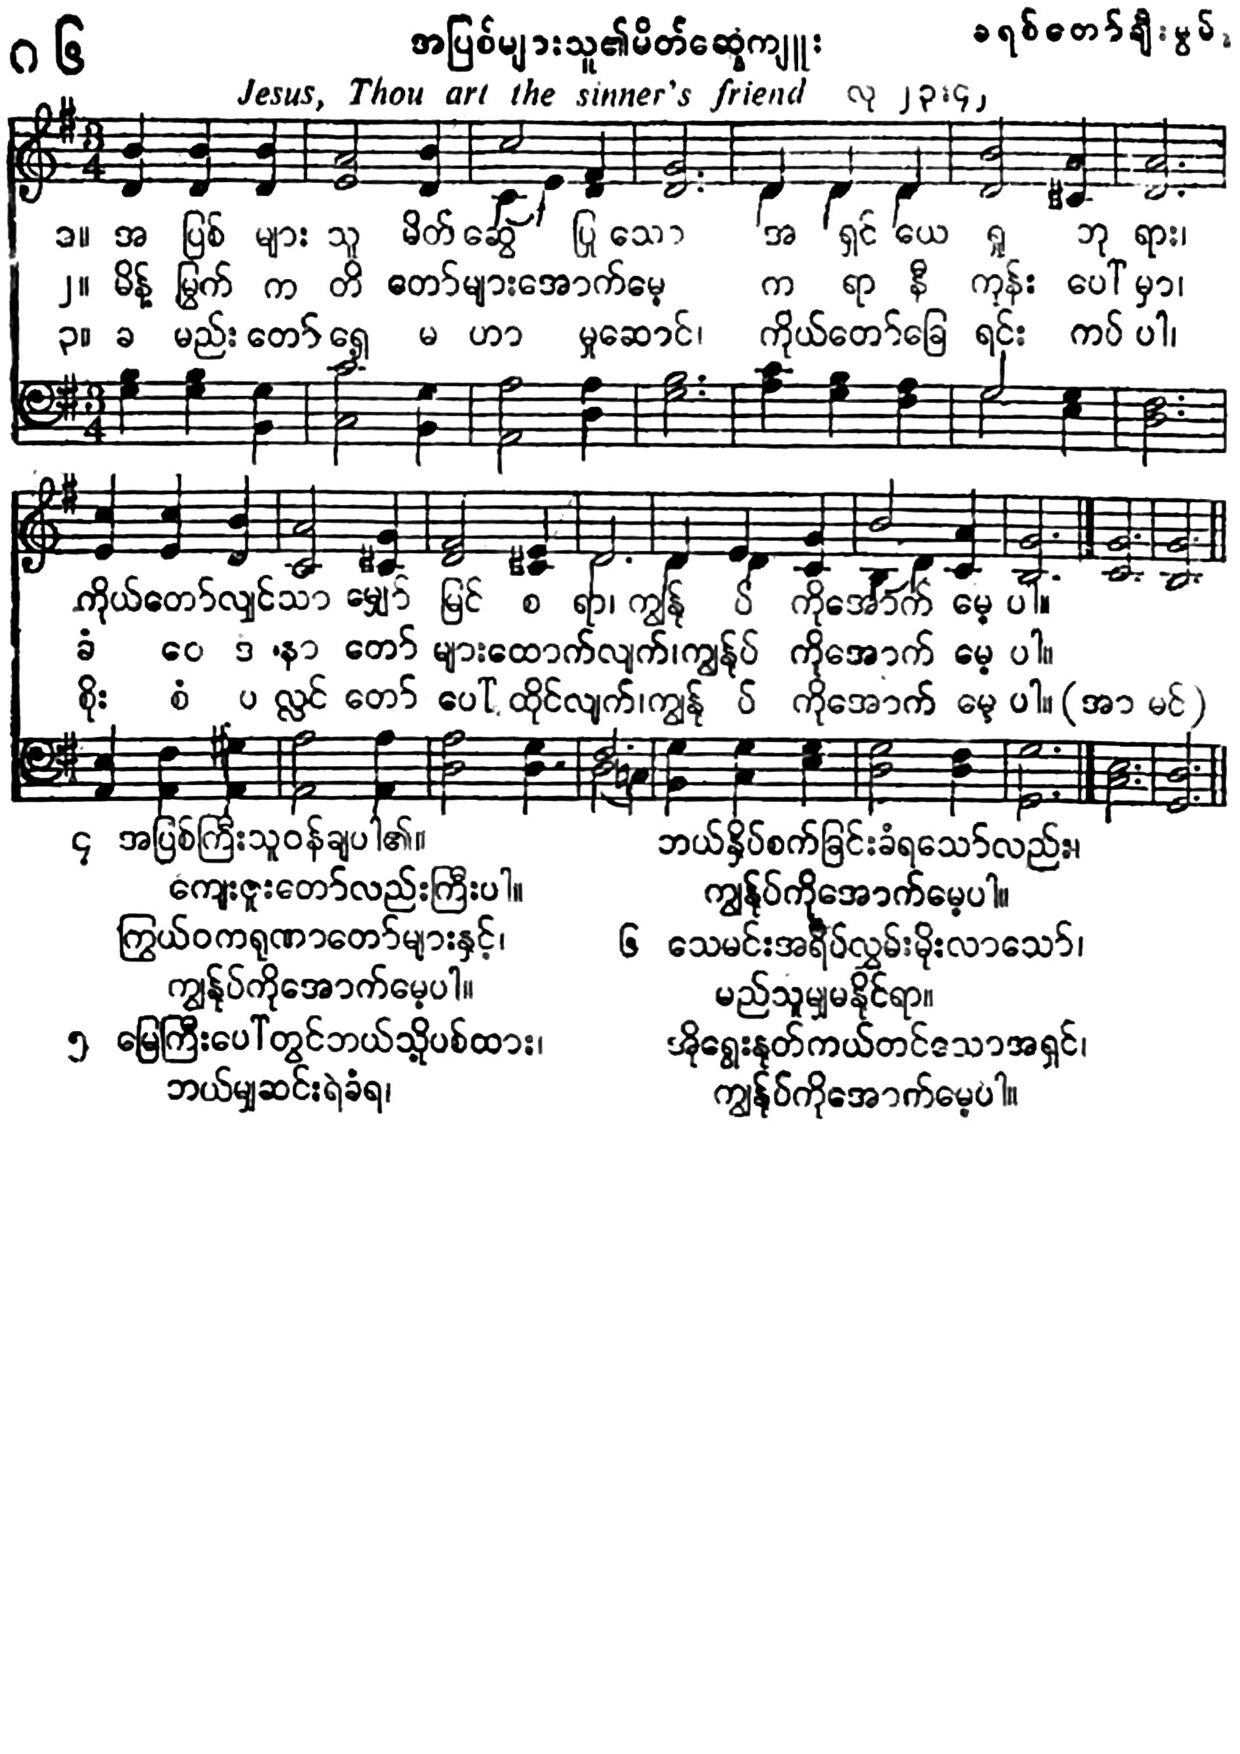 ဂ ၆
အပြစ်များသူ၏မိတ်ဆွေ့ကျူး
ခရစ်တော်ချီးမွမ်း
Jesus, Thou art the sinner's friend လု ၂၃:၄၂
၁။ အ ပြစ် များ သူ မိတ် ဆွေ ပြု သော အ ရှင် ယေ ရှု ဘု ရား၊
၂။ မိန့် မြွက် က တိ တော်များအောက်မေ့ က ရာ နီ ကုန်း ပေါ် မှာ၊
၃။ ခ မည်း တော် ရှေ့ မ ဟာ မှုဆောင်၊ ကိုယ်တော်ခြေ ရင်း ကပ် ပါ၊
ကိုယ်တော်လျှင်သာ မျှော် မြင် စ ရာ၊ ကျွန်ု ပ် ကိုအောက် မေ့ ပါ။
ခံ ဝေ ဒ နာ တော် များထောက်လျက်၊ကျွန်ုပ် ကိုအောက် မေ့ ပါ။
စိုး စံ ပ လ္လင် တော် ပေါ် ထိုင်လျက်၊ကျွန်ု ပ် ကိုအောက် မေ့ ပါ။ (အာ မင်)
၄ အပြစ်ကြီးသူဝန်ချပါ၏။
ကျေးဇူးတော်လည်းကြီးပါ။
ကြွယ်ဝကရုဏာတော်များနှင့်၊
ကျွန်ုပ်ကိုအောက်မေ့ပါ။
၅ မြေကြီးပေါ်တွင်ဘယ်သို့ပစ်ထား၊
ဘယ်မျှဆင်းရဲခံရ၊
ဘယ်နှိပ်စက်ခြင်းခံရသော်လည်း၊
ကျွန်ုပ်ကိုအောက်မေ့ပါ။
၆ သေမင်းအရိပ်လွှမ်းမိုးလာသော်၊
မည်သူမျှမနိုင်ရာ။
အိုရွေးနုတ်ကယ်တင်သောအရှင်၊
ကျွန်ုပ်ကိုအောက်မေ့ပါ။